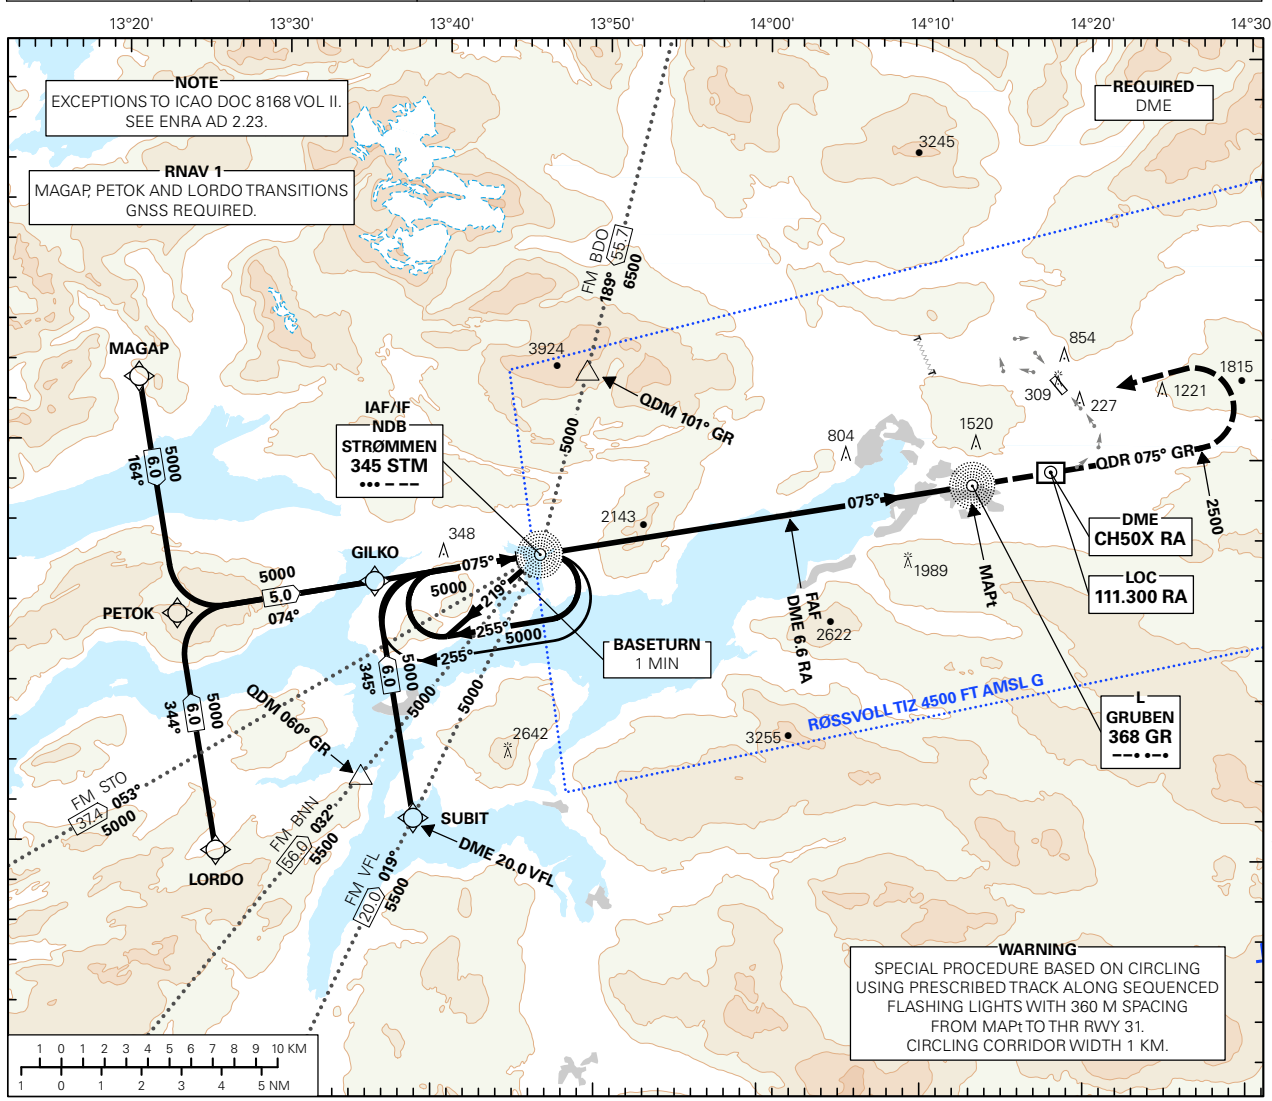 13°20' 13°30' 13°40' 13°50' 14°00' 14°10' 14°20' 14°30
NOTE
EXCEPTIONS TO ICAO DOC 8168 VOL II.
SEE ENRA AD 2.23.
REQUIRED
DME
RNAV 1
MAGAP, PETOK AND LORDO TRANSITIONS
GNSS REQUIRED.
3245
FM BDO 55.7
189° 6500
MAGAP
3924
QDM 101° GR
5000
854
309
227
1221
1815
IAF/IF
NDB
STRØMMEN
345 STM
••• – – –
5000
6.0
164°
804
1520
QDR 075° GR
2500
075°
2143
348
GILKO
DME
CH50X RA
LOC
111.300 RA
MAPt
1989
FAF
DME 6.6 RA
2622
075°
5000
219°
255°
5000
255°
5000
5.0
074°
PETOK
BASETURN
1 MIN
5000
6.0
345°
5000
5000
5000
6.0
344°
QDM 060° GR
2642
RØSSVOLL TIZ 4500 FT AMSL G
3255
L
GRUBEN
368 GR
– – • • – •
FM STO
37.4 053°
5000
FM BNN
56.0 032°
5500
FM VFL
20.0 019°
5500
SUBIT
DME 20.0 VFL
LORDO
WARNING
SPECIAL PROCEDURE BASED ON CIRCLING
USING PRESCRIBED TRACK ALONG SEQUENCED
FLASHING LIGHTS WITH 360 M SPACING
FROM MAPt TO THR RWY 31.
CIRCLING CORRIDOR WIDTH 1 KM.
1 0 1 2 3 4 5 6 7 8 9 10 KM
1 0 1 2 3 4 5 NM